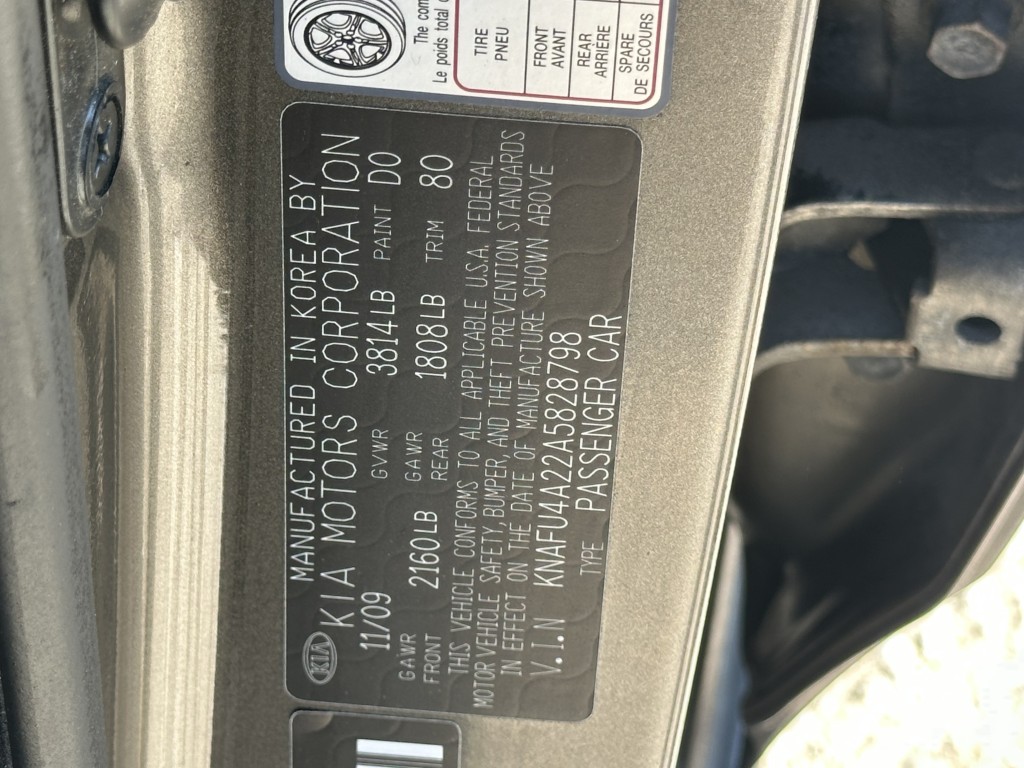 The com
Le poids total
TIRE
PNEU
FRONT
AVANT
REAR
ARRIÈRE
SPARE
DE SECOURS
MANUFACTURED IN KOREA BY
KIA KIA MOTORS CORPORATION
11/09 GVWR 3814LB PAINT D0
GAWR FRONT 2160LB GAWR REAR 1808LB TRIM 80
THIS VEHICLE CONFORMS TO ALL APPLICABLE U.S.A. FEDERAL
MOTOR VEHICLE SAFETY, BUMPER, AND THEFT PREVENTION STANDARDS
IN EFFECT ON THE DATE OF MANUFACTURE SHOWN ABOVE
V.I.N KNAFU4A22A5828798
TYPE PASSENGER CAR